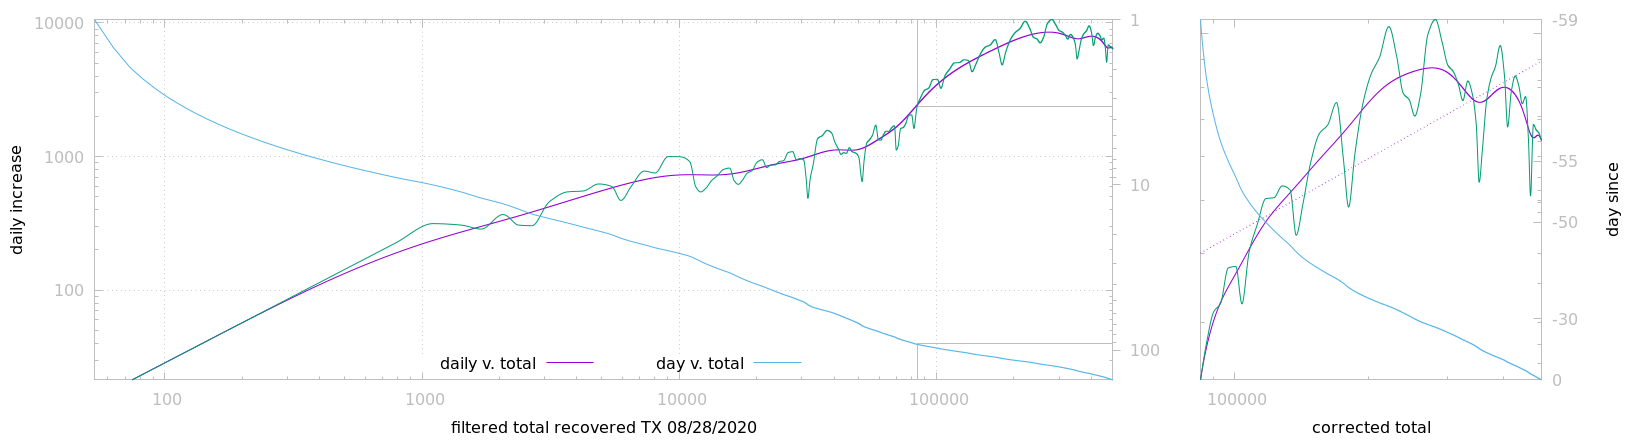 10000
1000
100
daily increase
100
1000
10000
100000
1
10
100
daily v. total
day v. total
filtered total recovered TX 08/28/2020
-59
-55
-50
-30
0
day since
100000
corrected total